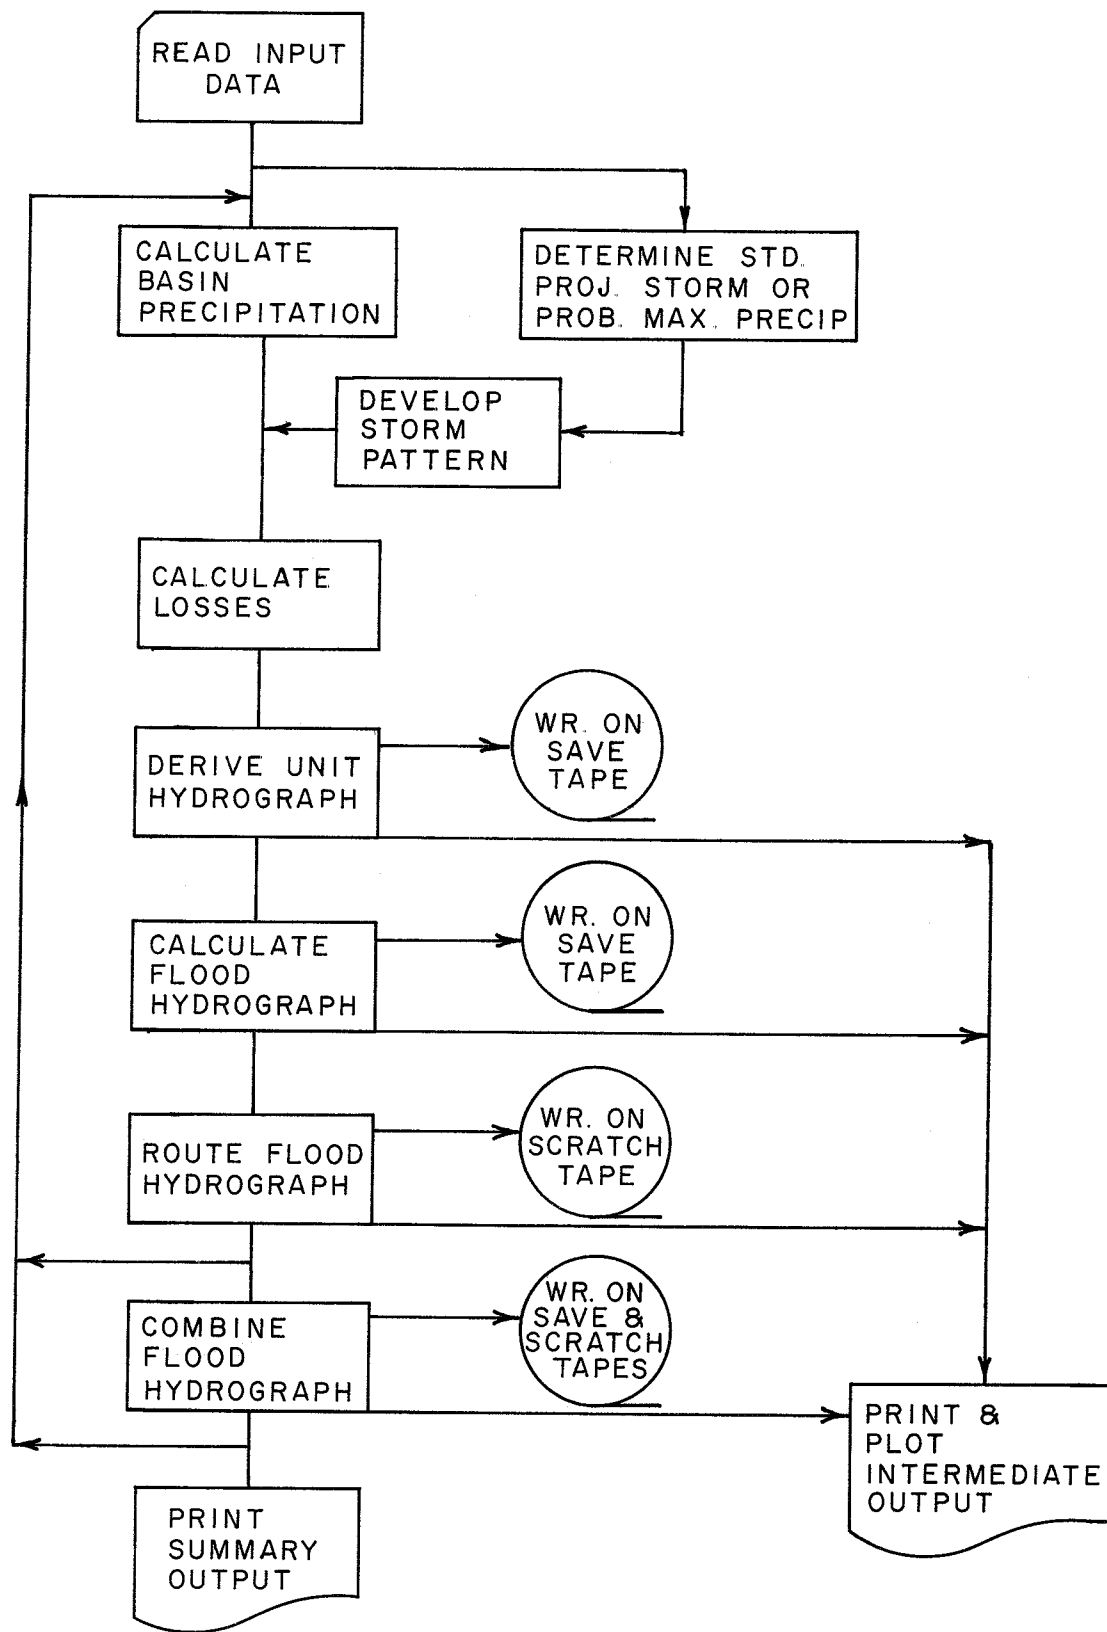 READ INPUT
DATA
CALCULATE
BASIN
PRECIPITATION
DETERMINE STD.
PROJ. STORM OR
PROB. MAX. PRECIP
DEVELOP
STORM
PATTERN
CALCULATE
LOSSES
DERIVE UNIT
HYDROGRAPH
WR. ON
SAVE
TAPE
CALCULATE
FLOOD
HYDROGRAPH
WR. ON
SAVE
TAPE
ROUTE FLOOD
HYDROGRAPH
WR. ON
SCRATCH
TAPE
COMBINE
FLOOD
HYDROGRAPH
WR. ON
SAVE &
SCRATCH
TAPES
PRINT &
PLOT
INTERMEDIATE
OUTPUT
PRINT
SUMMARY
OUTPUT